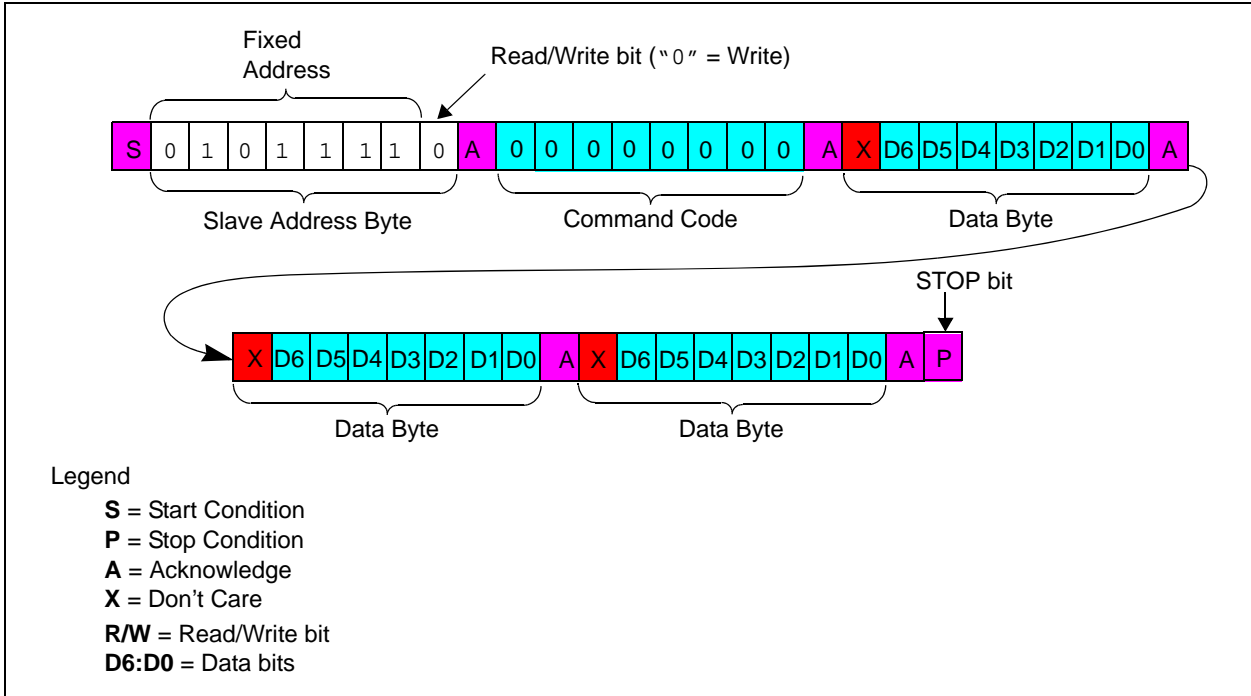 Fixed
Address
Read/Write bit (“0” = Write)
S 0 1 0 1 1 1 1 0 A 0 0 0 0 0 0 0 0 A X D6 D5 D4 D3 D2 D1 D0 A
Slave Address Byte Command Code Data Byte
STOP bit
X D6 D5 D4 D3 D2 D1 D0 A X D6 D5 D4 D3 D2 D1 D0 A P
Data Byte Data Byte
Legend
S = Start Condition
P = Stop Condition
A = Acknowledge
X = Don't Care
R/W = Read/Write bit
D6:D0 = Data bits